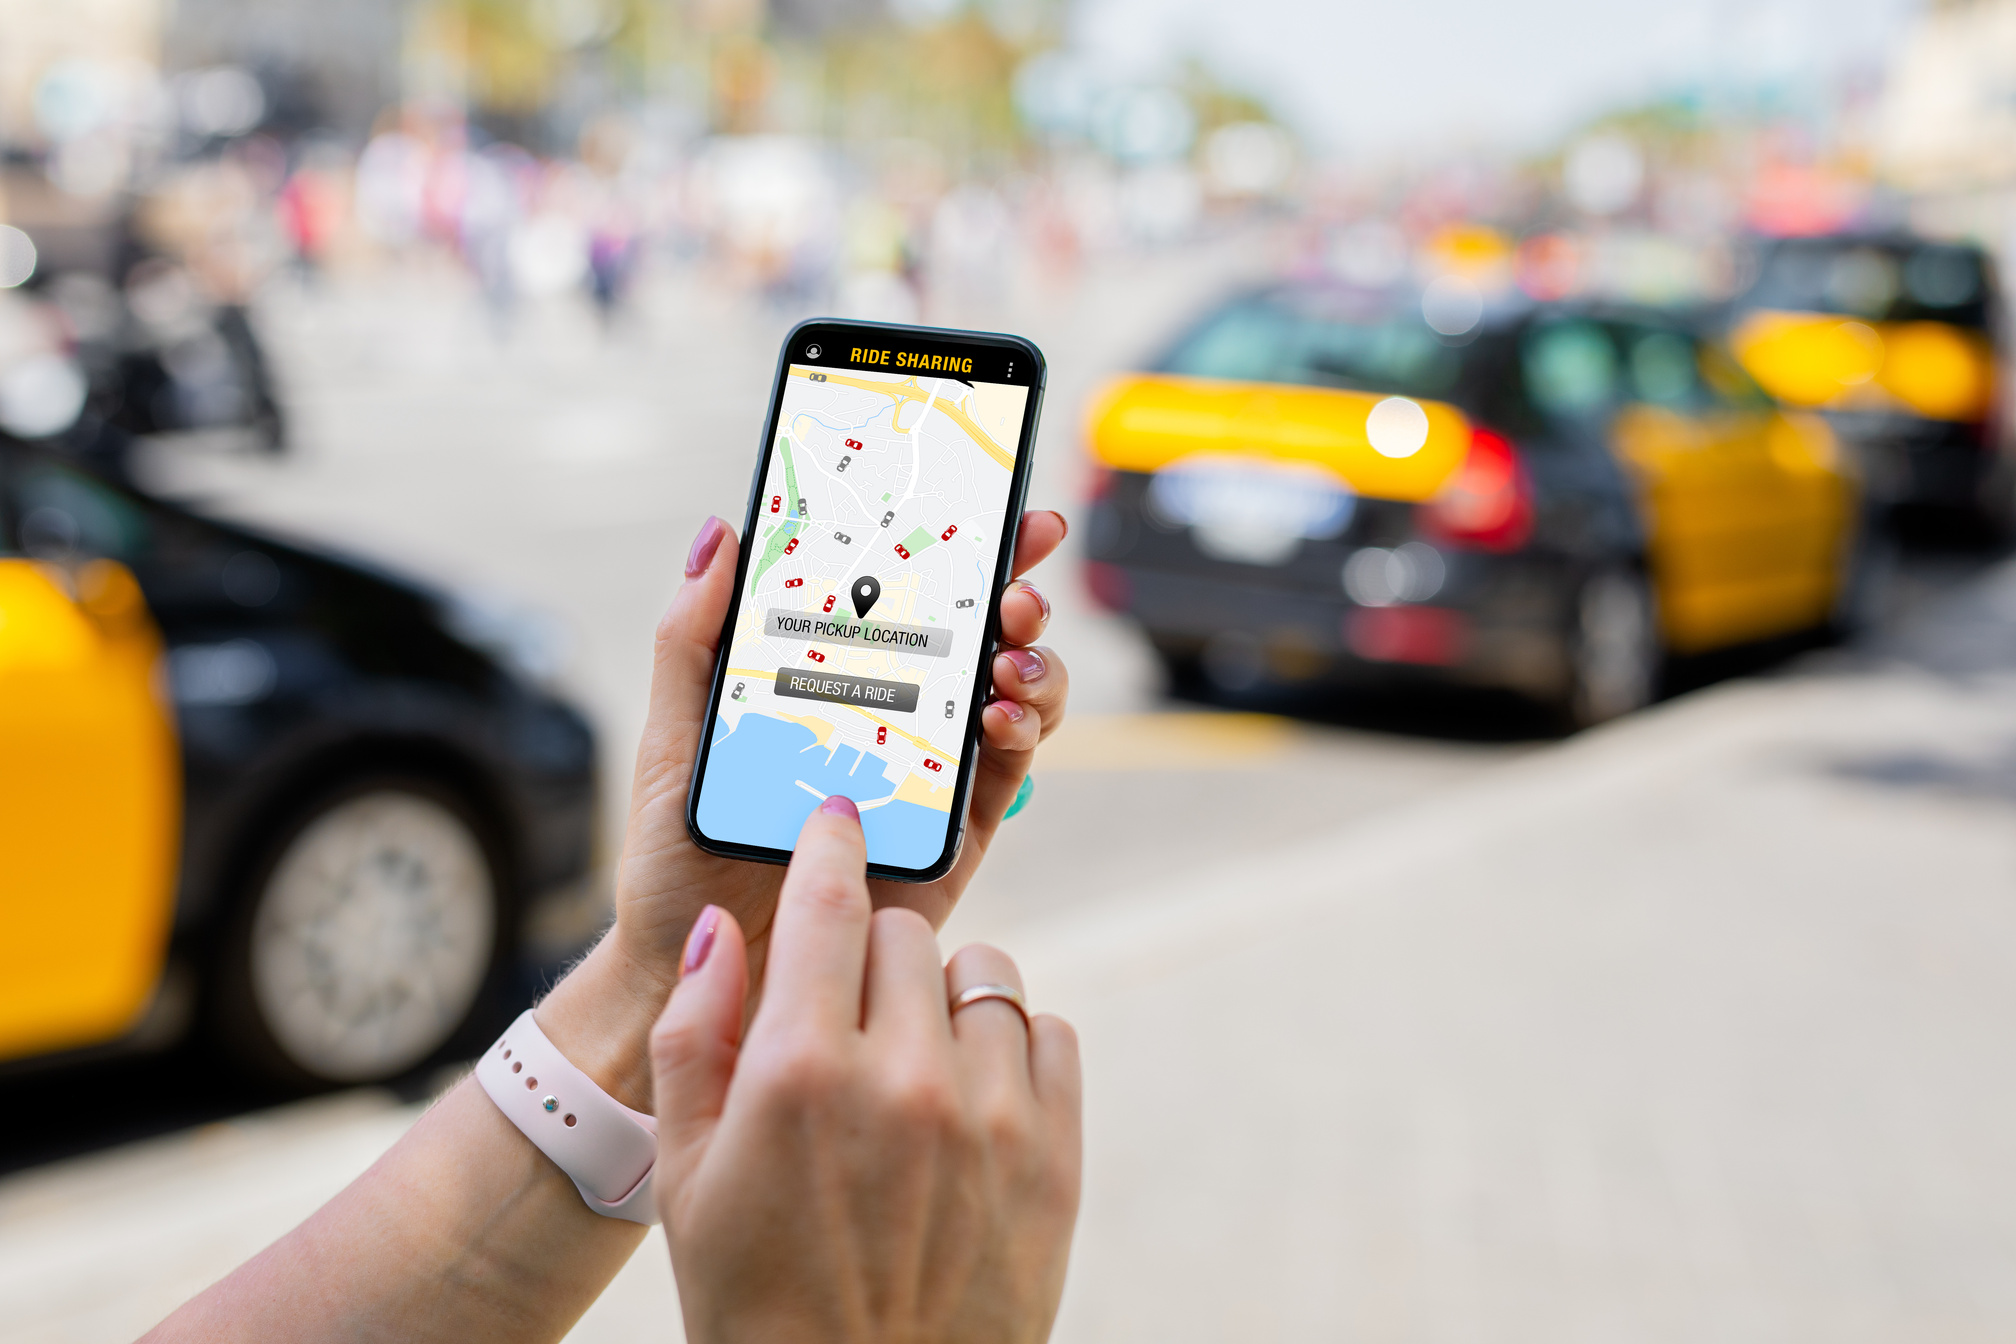 RIDE SHARING
YOUR PICKUP LOCATION
REQUEST A RIDE